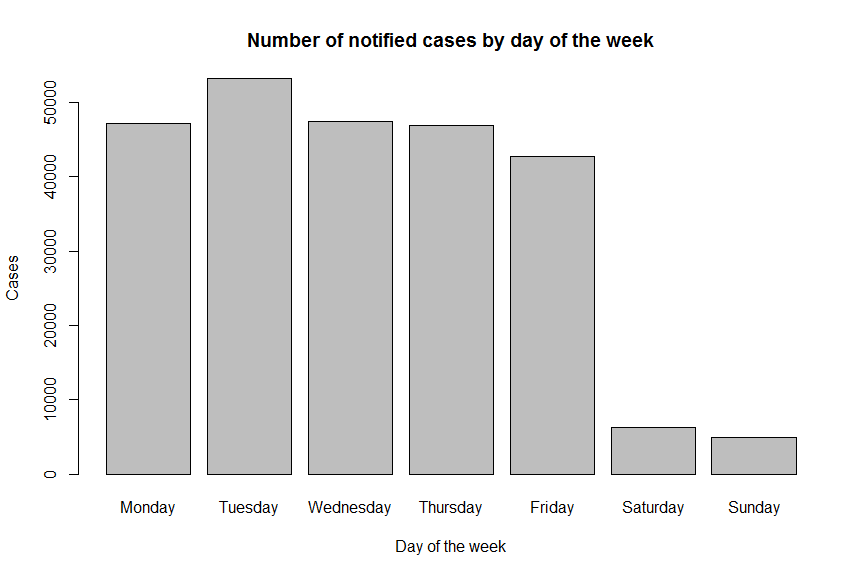 Number of notified cases by day of the week
Cases
50000
40000
30000
20000
10000
0
Monday Tuesday Wednesday Thursday Friday Saturday Sunday
Day of the week